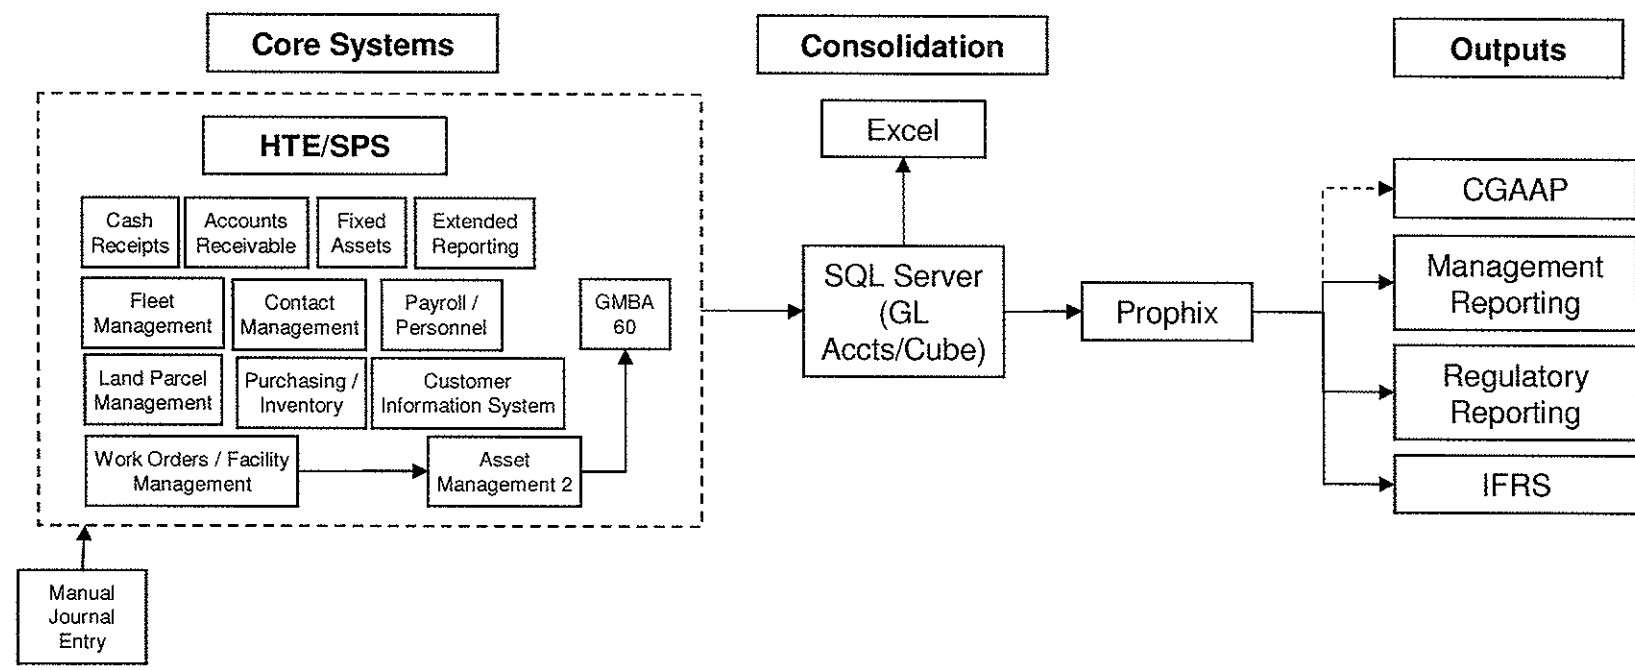 Core Systems
Consolidation
Outputs
HTE/SPS
Excel
Cash
Receipts
Accounts
Receivable
Fixed
Assets
Extended
Reporting
Fleet
Management
Contact
Management
Payroll /
Personnel
GMBA
60
Land Parcel
Management
Purchasing /
Inventory
Customer
Information System
Work Orders / Facility
Management
Asset
Management 2
Manual
Journal
Entry
SQL Server
(GL
Accts/Cube)
Prophix
CGAAP
Management
Reporting
Regulatory
Reporting
IFRS